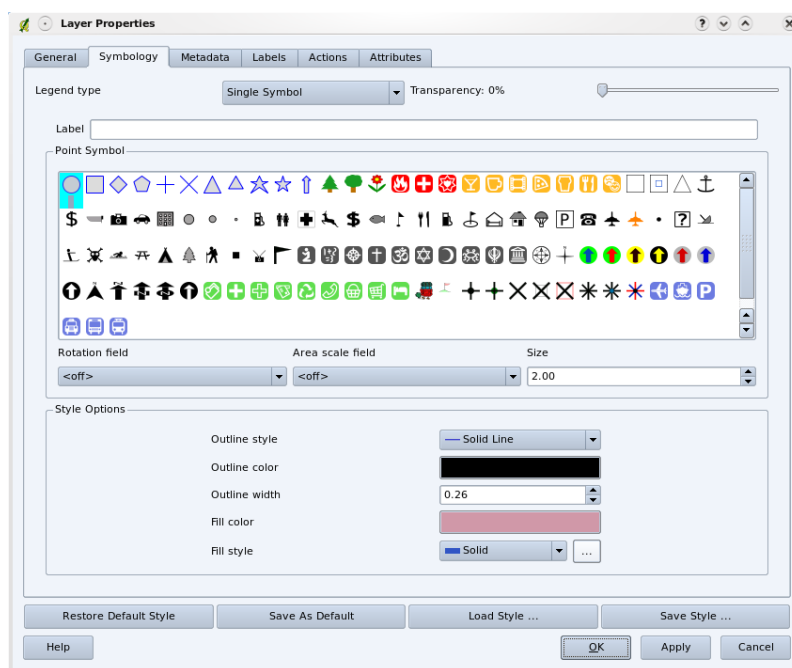 Layer Properties
General Symbology Metadata Labels Actions Attributes
Legend type Single Symbol Transparency: 0%
Label
Point Symbol
Rotation field Area scale field Size
<off> <off> 2.00
Style Options
Outline style Solid Line
Outline color
Outline width 0.26
Fill color
Fill style Solid ...
Restore Default Style Save As Default Load Style ... Save Style ...
Help OK Apply Cancel